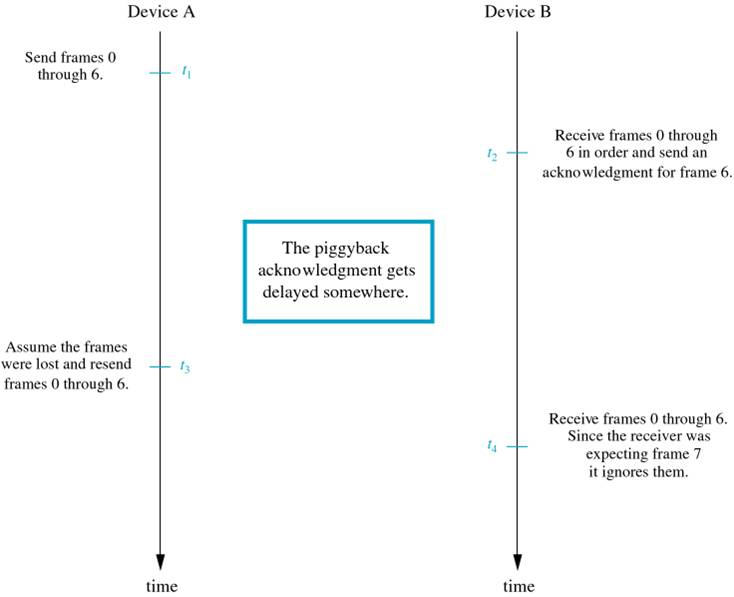 Device A
Device B
Send frames 0
through 6.
t1
Receive frames 0 through
6 in order and send an
acknowledgment for frame 6.
t2
The piggyback
acknowledgment gets
delayed somewhere.
Assume the frames
were lost and resend
frames 0 through 6.
t3
Receive frames 0 through 6.
Since the receiver was
expecting frame 7
it ignores them.
t4
time
time